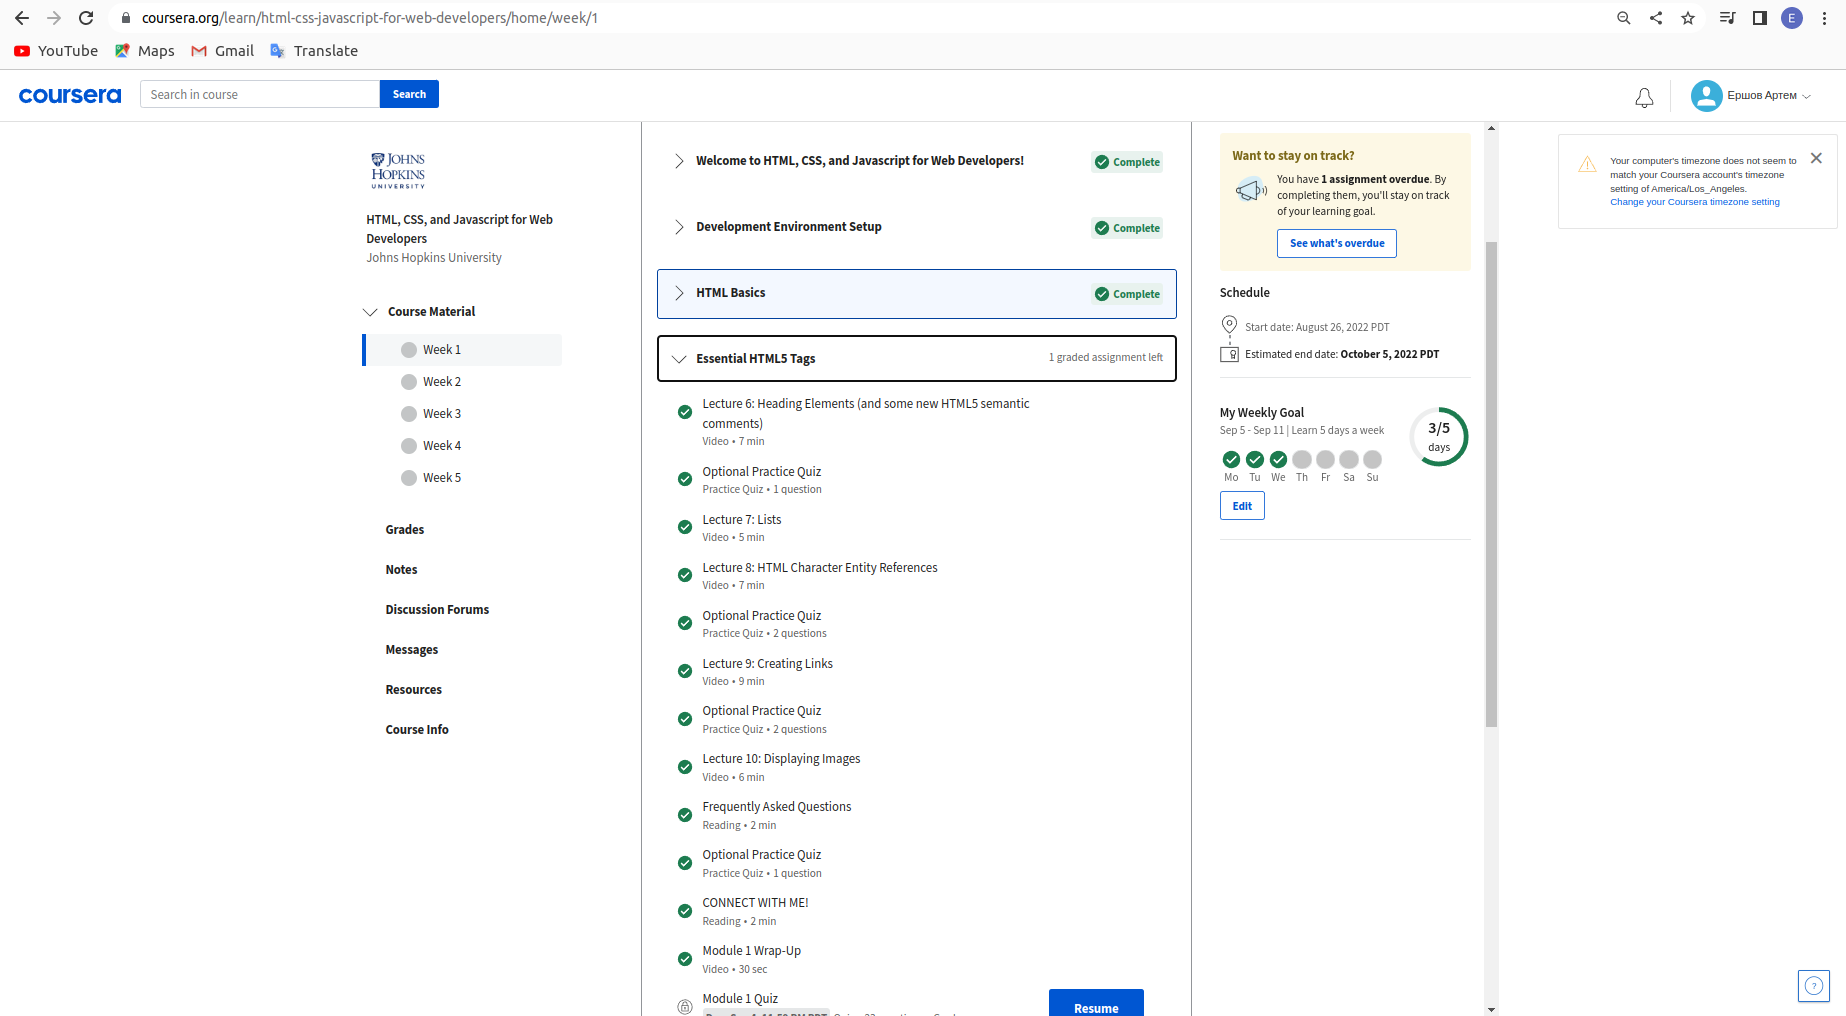 coursera.org/learn/html-css-javascript-for-web-developers/home/week/1
E
YouTube
Maps
Gmail
Translate
coursera
Search in course
Search
Ершов Артем
JOHNS
HOPKINS
UNIVERSITY
HTML, CSS, and Javascript for Web
Developers
Johns Hopkins University
Course Material
Week 1
Week 2
Week 3
Week 4
Week 5
Grades
Notes
Discussion Forums
Messages
Resources
Course Info
Welcome to HTML, CSS, and Javascript for Web Developers!
Complete
Development Environment Setup
Complete
HTML Basics
Complete
Essential HTML5 Tags
1 graded assignment left
Lecture 6: Heading Elements (and some new HTML5 semantic
comments)
Video • 7 min
Optional Practice Quiz
Practice Quiz • 1 question
Lecture 7: Lists
Video • 5 min
Lecture 8: HTML Character Entity References
Video • 7 min
Optional Practice Quiz
Practice Quiz • 2 questions
Lecture 9: Creating Links
Video • 9 min
Optional Practice Quiz
Practice Quiz • 2 questions
Lecture 10: Displaying Images
Video • 6 min
Frequently Asked Questions
Reading • 2 min
Optional Practice Quiz
Practice Quiz • 1 question
CONNECT WITH ME!
Reading • 2 min
Module 1 Wrap-Up
Video • 30 sec
Module 1 Quiz
Resume
Want to stay on track?
You have 1 assignment overdue. By
completing them, you'll stay on track
of your learning goal.
See what's overdue
Schedule
Start date: August 26, 2022 PDT
Estimated end date: October 5, 2022 PDT
My Weekly Goal
Sep 5 - Sep 11 | Learn 5 days a week
3/5
days
Mo Tu We Th Fr Sa Su
Edit
Your computer's timezone does not seem to
match your Coursera account's timezone
setting of America/Los_Angeles.
Change your Coursera timezone setting
?